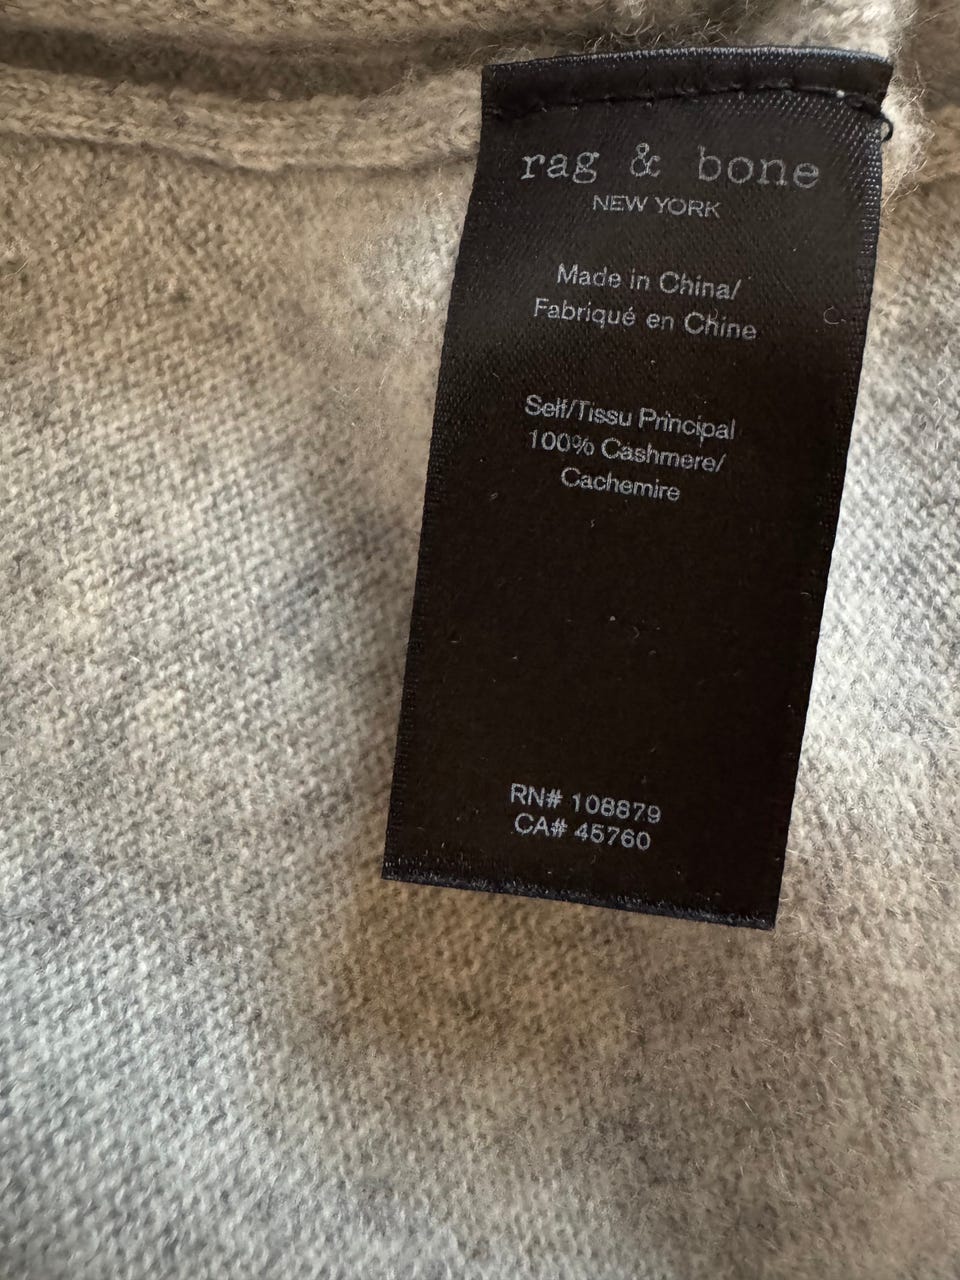 rag & bone
NEW YORK
Made in China/
Fabriqué en Chine
Self/Tissu Principal
100% Cashmere/
Cachemire
RN# 108879
CA# 45760